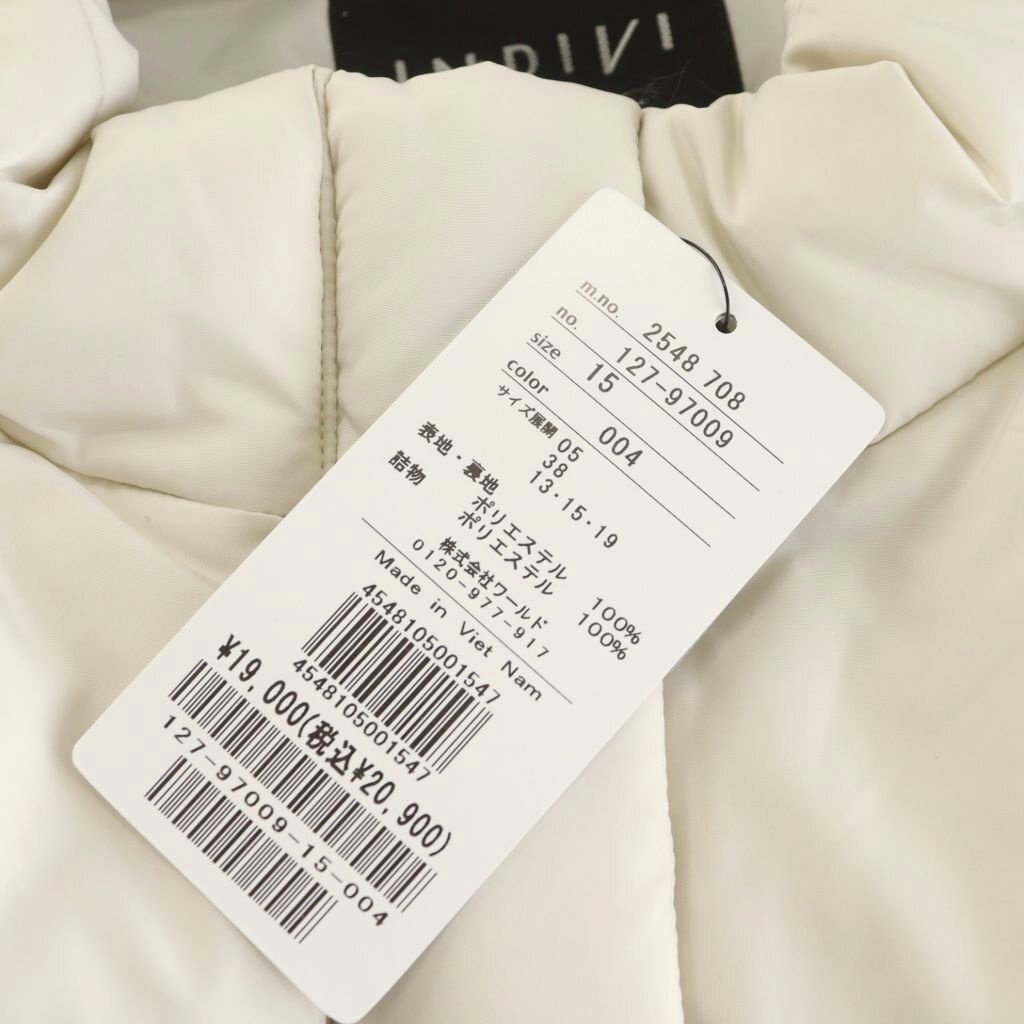 INDIVI
m.no. 2548 708
no. 127-97009
size 15
color 004
サイズ展開 05
38
13・15・19
表地・裏地 ポリエステル 100%
詰物 ポリエステル 100%
株式会社ワールド
0120-977-917
Made in Viet Nam
4548105001547
4548105001547
¥19,000(税込¥20,900)
127-97009-15-004